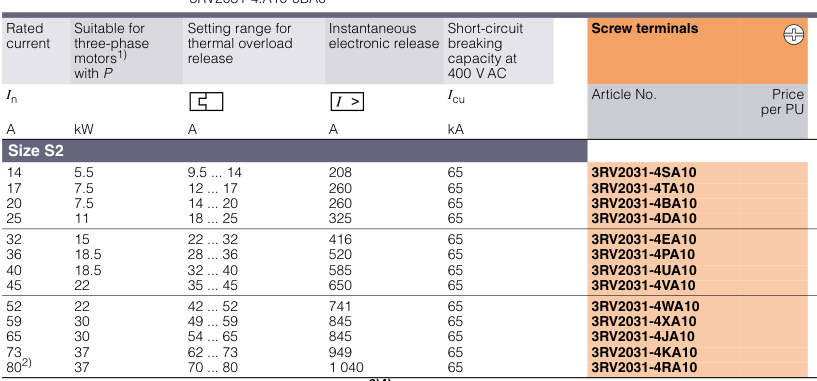 Rated current Suitable for three-phase motors1) with P Setting range for thermal overload release Instantaneous electronic release Short-circuit breaking capacity at 400 V AC Screw terminals
In I > Icu Article No. Price per PU
A kW A A kA
Size S2
14 5.5 9.5 ... 14 208 65 3RV2031-4SA10
17 7.5 12 ... 17 260 65 3RV2031-4TA10
20 7.5 14 ... 20 260 65 3RV2031-4BA10
25 11 18 ... 25 325 65 3RV2031-4DA10
32 15 22 ... 32 416 65 3RV2031-4EA10
36 18.5 28 ... 36 520 65 3RV2031-4PA10
40 18.5 32 ... 40 585 65 3RV2031-4UA10
45 22 35 ... 45 650 65 3RV2031-4VA10
52 22 42 ... 52 741 65 3RV2031-4WA10
59 30 49 ... 59 845 65 3RV2031-4XA10
65 30 54 ... 65 845 65 3RV2031-4JA10
73 37 62 ... 73 949 65 3RV2031-4KA10
802) 37 70 ... 80 1 040 65 3RV2031-4RA10